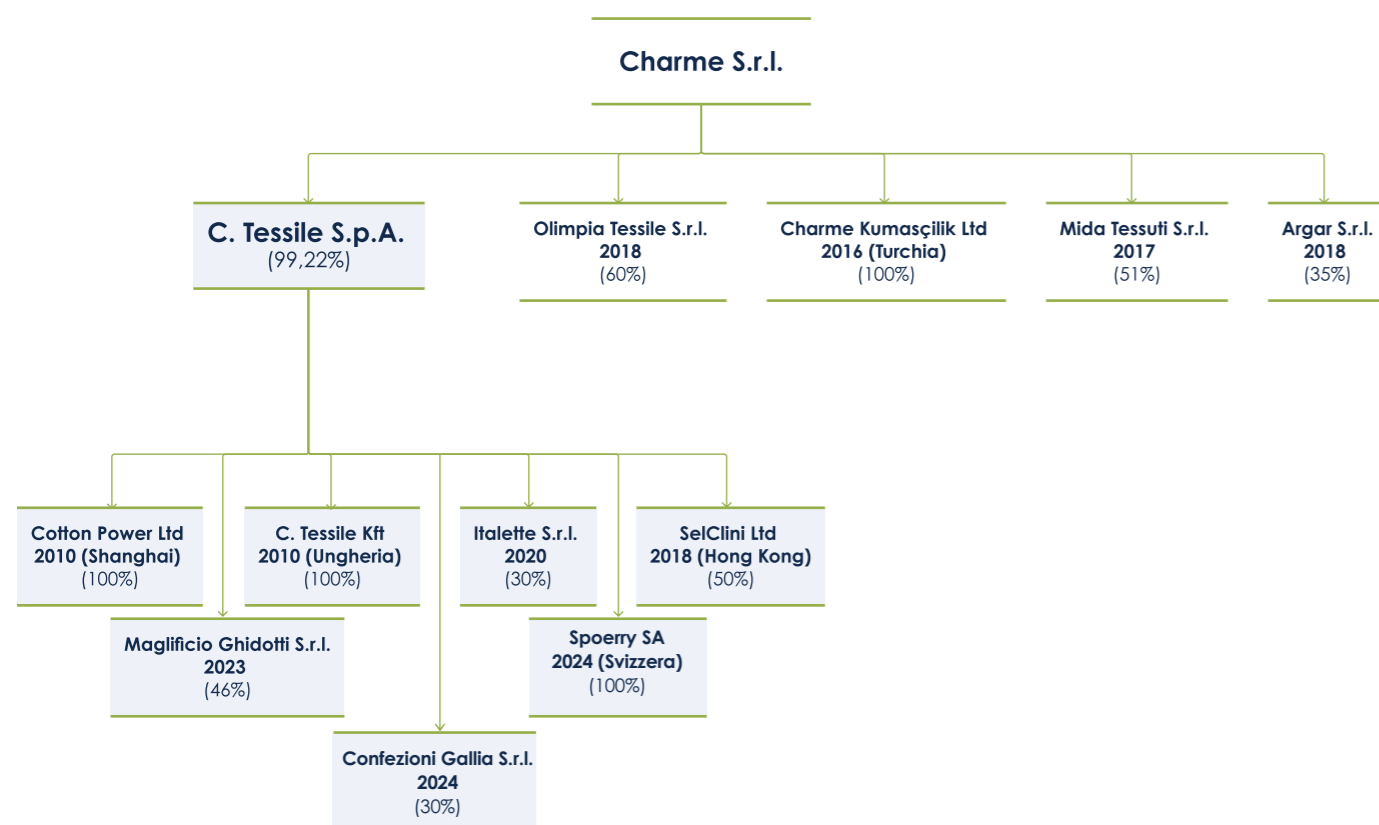 Charme S.r.l.
C. Tessile S.p.A.
(99,22%)
Olimpia Tessile S.r.l.
2018
(60%)
Charme Kumasçilik Ltd
2016 (Turchia)
(100%)
Mida Tessuti S.r.l.
2017
(51%)
Argar S.r.l.
2018
(35%)
Cotton Power Ltd
2010 (Shanghai)
(100%)
C. Tessile Kft
2010 (Ungheria)
(100%)
Italette S.r.l.
2020
(30%)
SelClini Ltd
2018 (Hong Kong)
(50%)
Maglificio Ghidotti S.r.l.
2023
(46%)
Spoerry SA
2024 (Svizzera)
(100%)
Confezioni Gallia S.r.l.
2024
(30%)